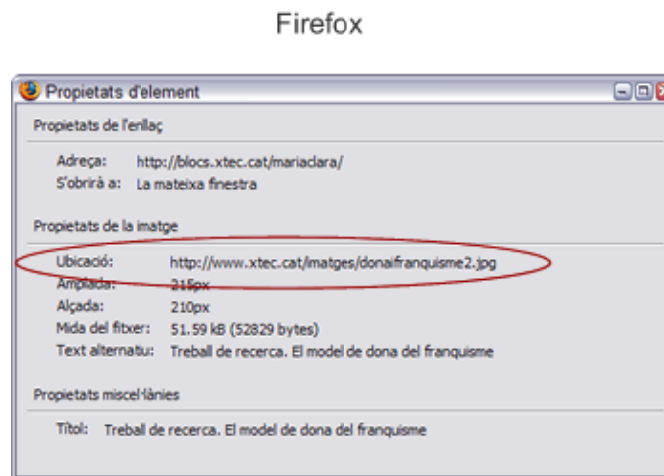 Firefox
Propietats d'element
Propietats de l'enllaç
Adreça: http://blocs.xtec.cat/mariaclara/
S'obrirà a: La mateixa finestra
Propietats de la imatge
Ubicació: http://www.xtec.cat/imatges/donaifranquisme2.jpg
Amplada: 215px
Alçada: 210px
Mida del fitxer: 51.59 kB (52829 bytes)
Text alternatu: Treball de recerca. El model de dona del franquisme
Propietats miscel·lànies
Títol: Treball de recerca. El model de dona del franquisme